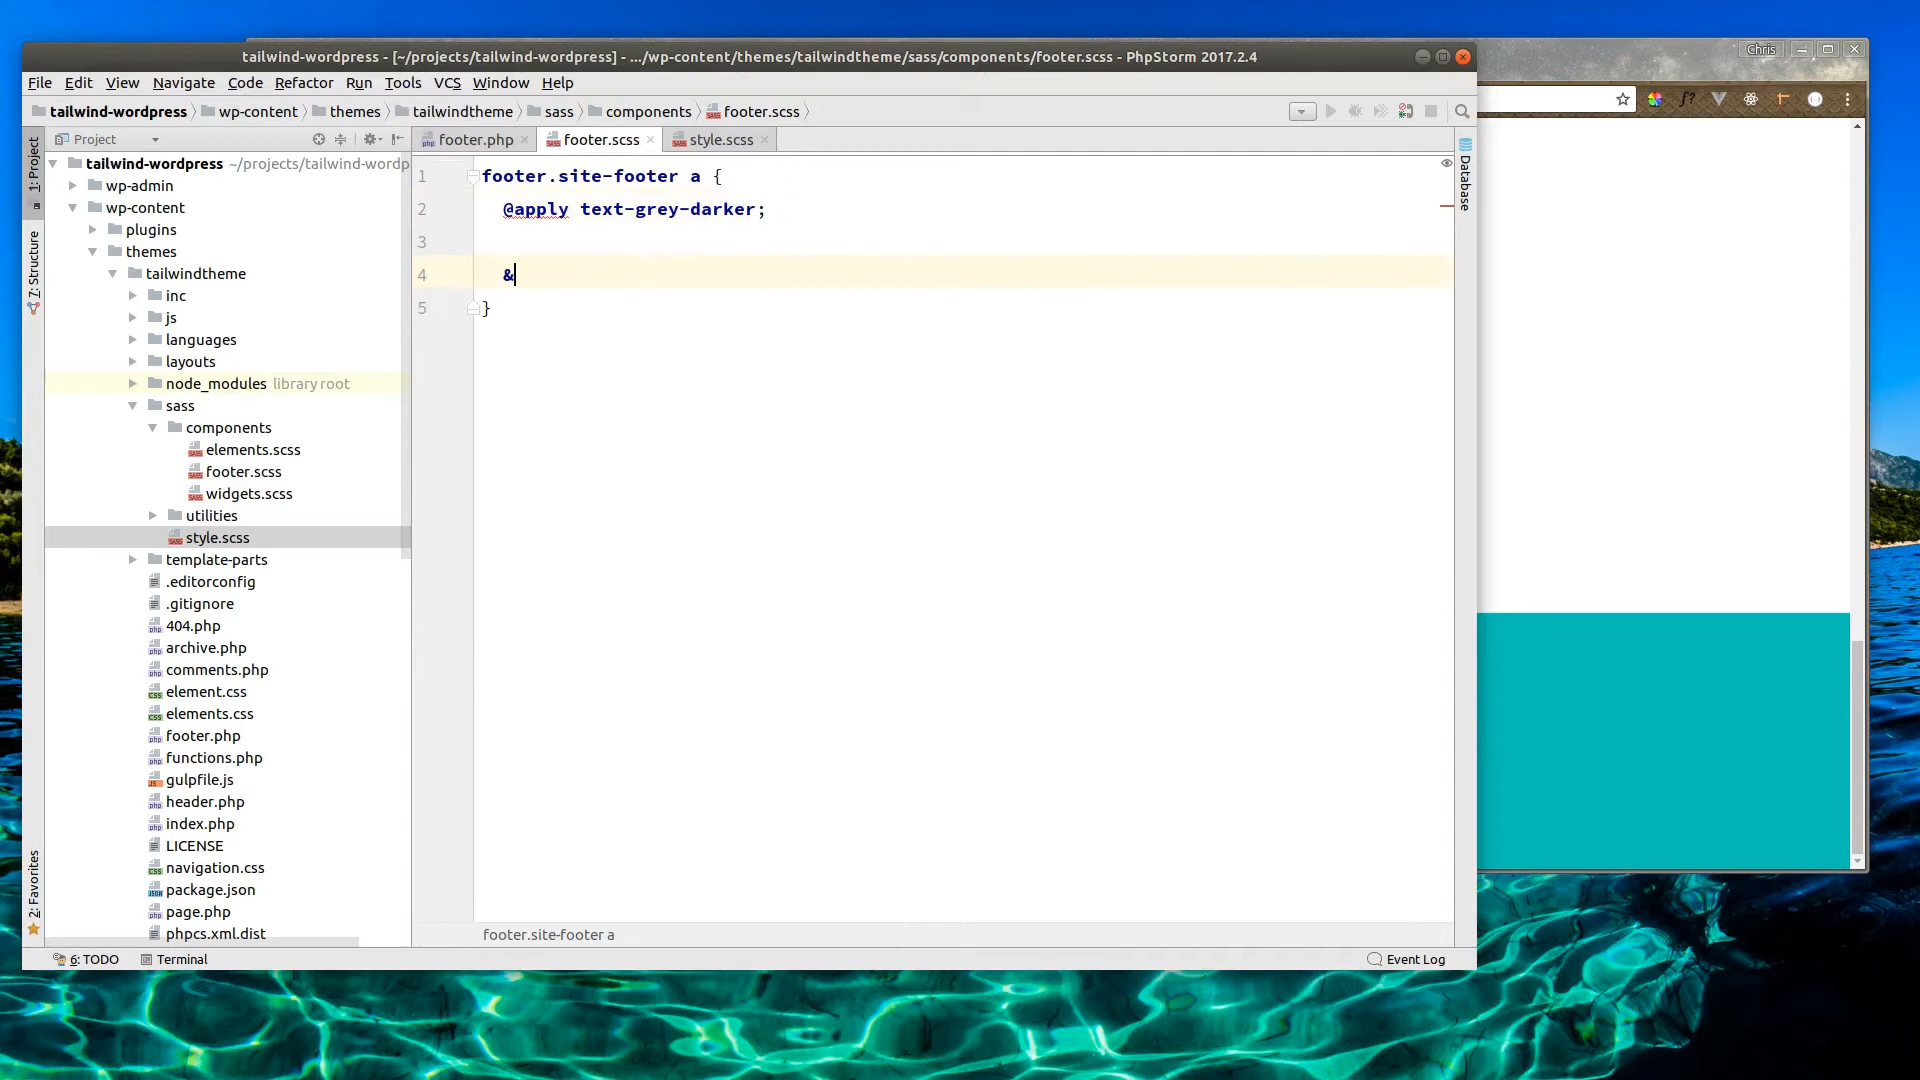 tailwind-wordpress - [~/projects/tailwind-wordpress] - .../wp-content/themes/tailwindtheme/sass/components/footer.scss - PhpStorm 2017.2.4
Chris
File Edit View Navigate Code Refactor Run Tools VCS Window Help
tailwind-wordpress wp-content themes tailwindtheme sass components footer.scss
Project
footer.php footer.scss style.scss
1: Project
7: Structure
2: Favorites
Database
tailwind-wordpress ~/projects/tailwind-wordp
wp-admin
wp-content
plugins
themes
tailwindtheme
inc
js
languages
layouts
node_modules library root
sass
components
elements.scss
footer.scss
widgets.scss
utilities
style.scss
template-parts
.editorconfig
.gitignore
404.php
archive.php
comments.php
element.css
elements.css
footer.php
functions.php
gulpfile.js
header.php
index.php
LICENSE
navigation.css
package.json
page.php
phpcs.xml.dist
1 footer.site-footer a {
2 @apply text-grey-darker;
3
4 &
5 }
footer.site-footer a
6: TODO Terminal Event Log